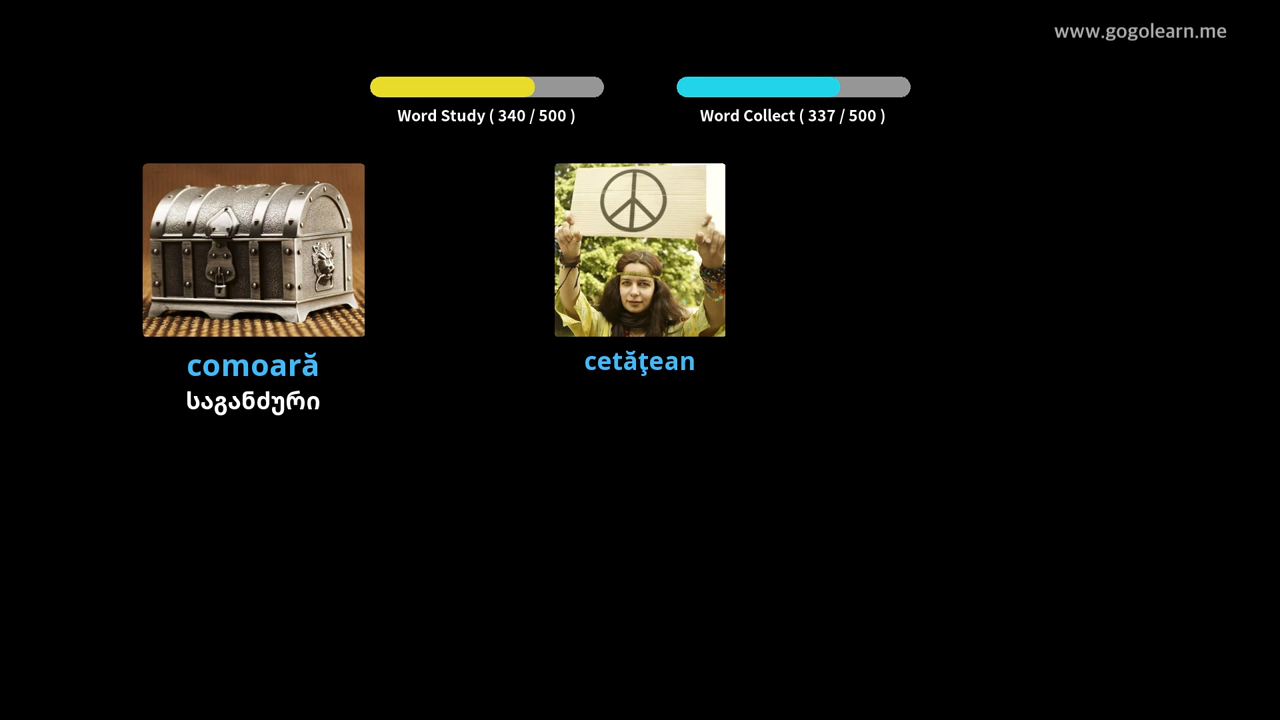 www.gogolearn.me
Word Study ( 340 / 500 )
Word Collect ( 337 / 500 )
comoară
საგანძური
cetăţean